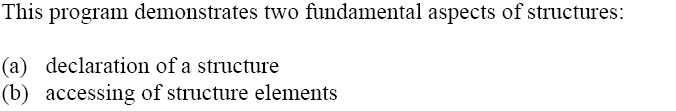 This program demonstrates two fundamental aspects of structures:
(a) declaration of a structure
(b) accessing of structure elements